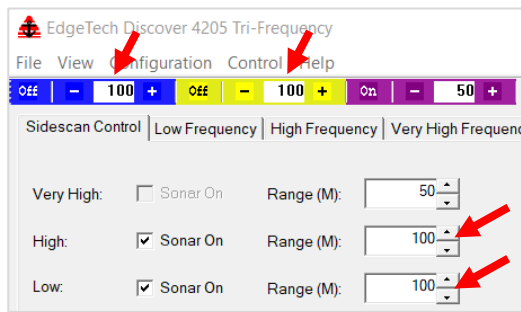 EdgeTech Discover 4205 Tri-Frequency
File View Configuration Control Help
Off - 100 + Off - 100 + On - 50 +
Sidescan Control Low Frequency High Frequency Very High Frequenc
Very High: Sonar On Range (M): 50
High: Sonar On Range (M): 100
Low: Sonar On Range (M): 100